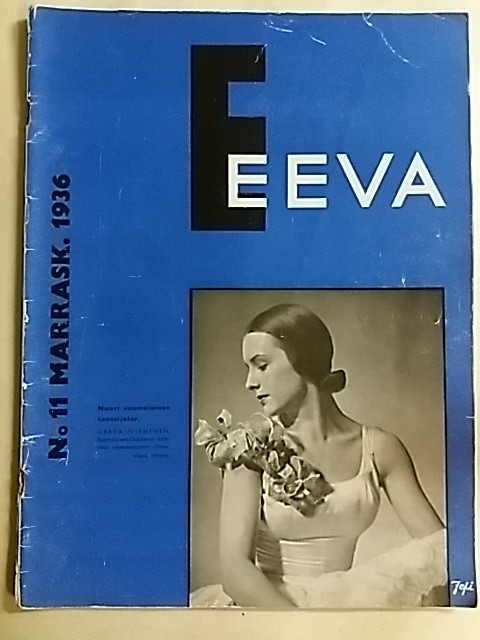 E
EEVA
No 11 MARRASK. 1936
Nuori suomalainen
tanssijatar,